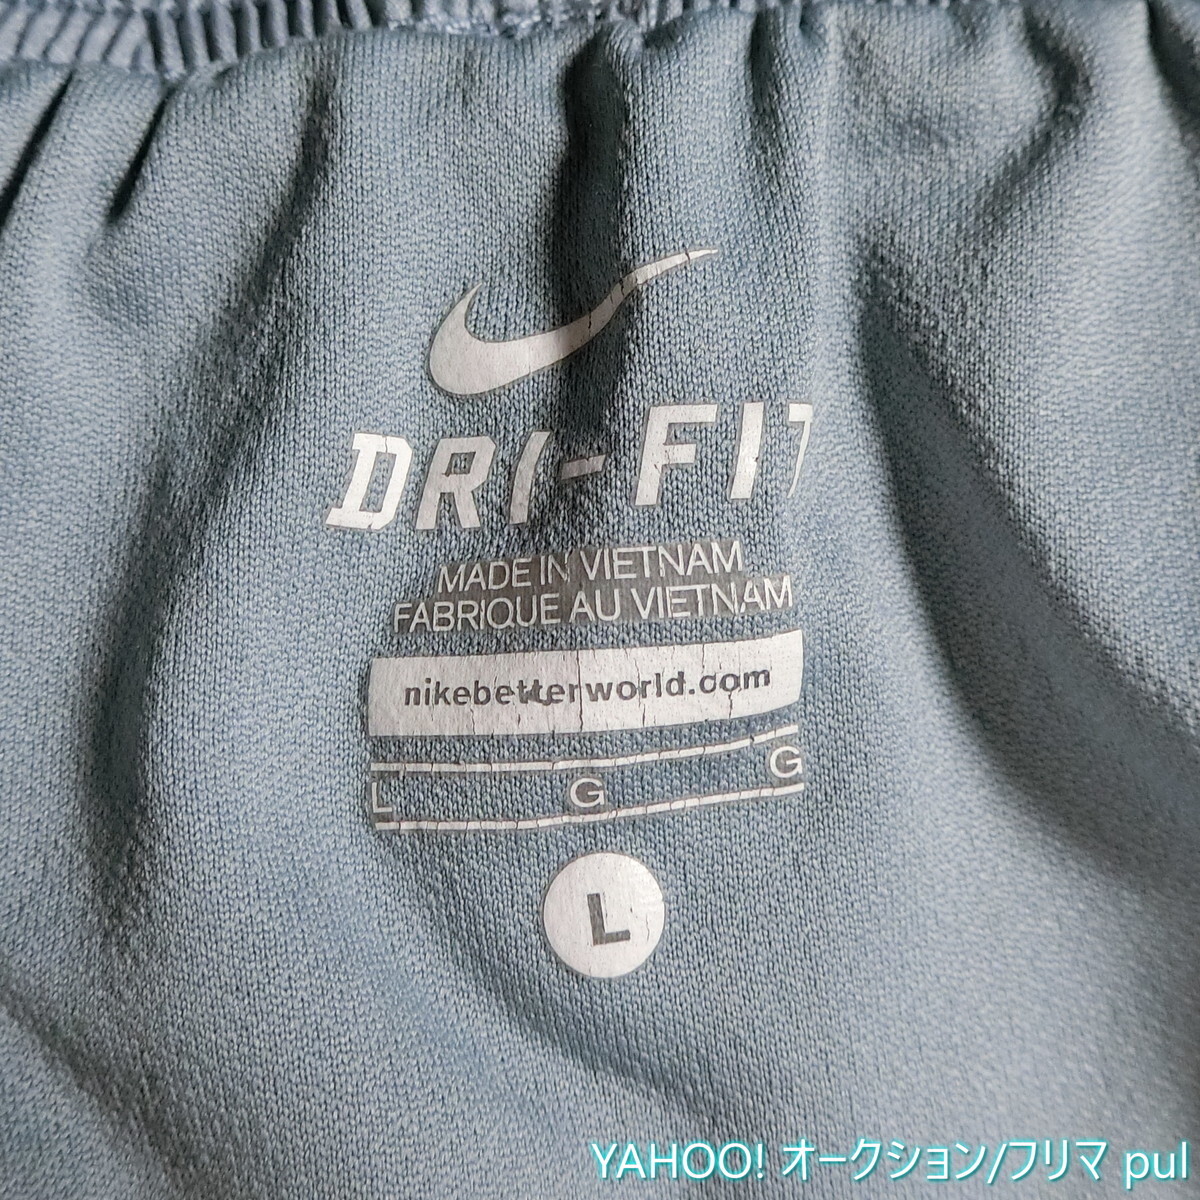 DRI-FIT
MADE IN VIETNAM
FABRIQUE AU VIETNAM
nikebetterworld.com
L G G
L
YAHOO! オークション/フリマ pul